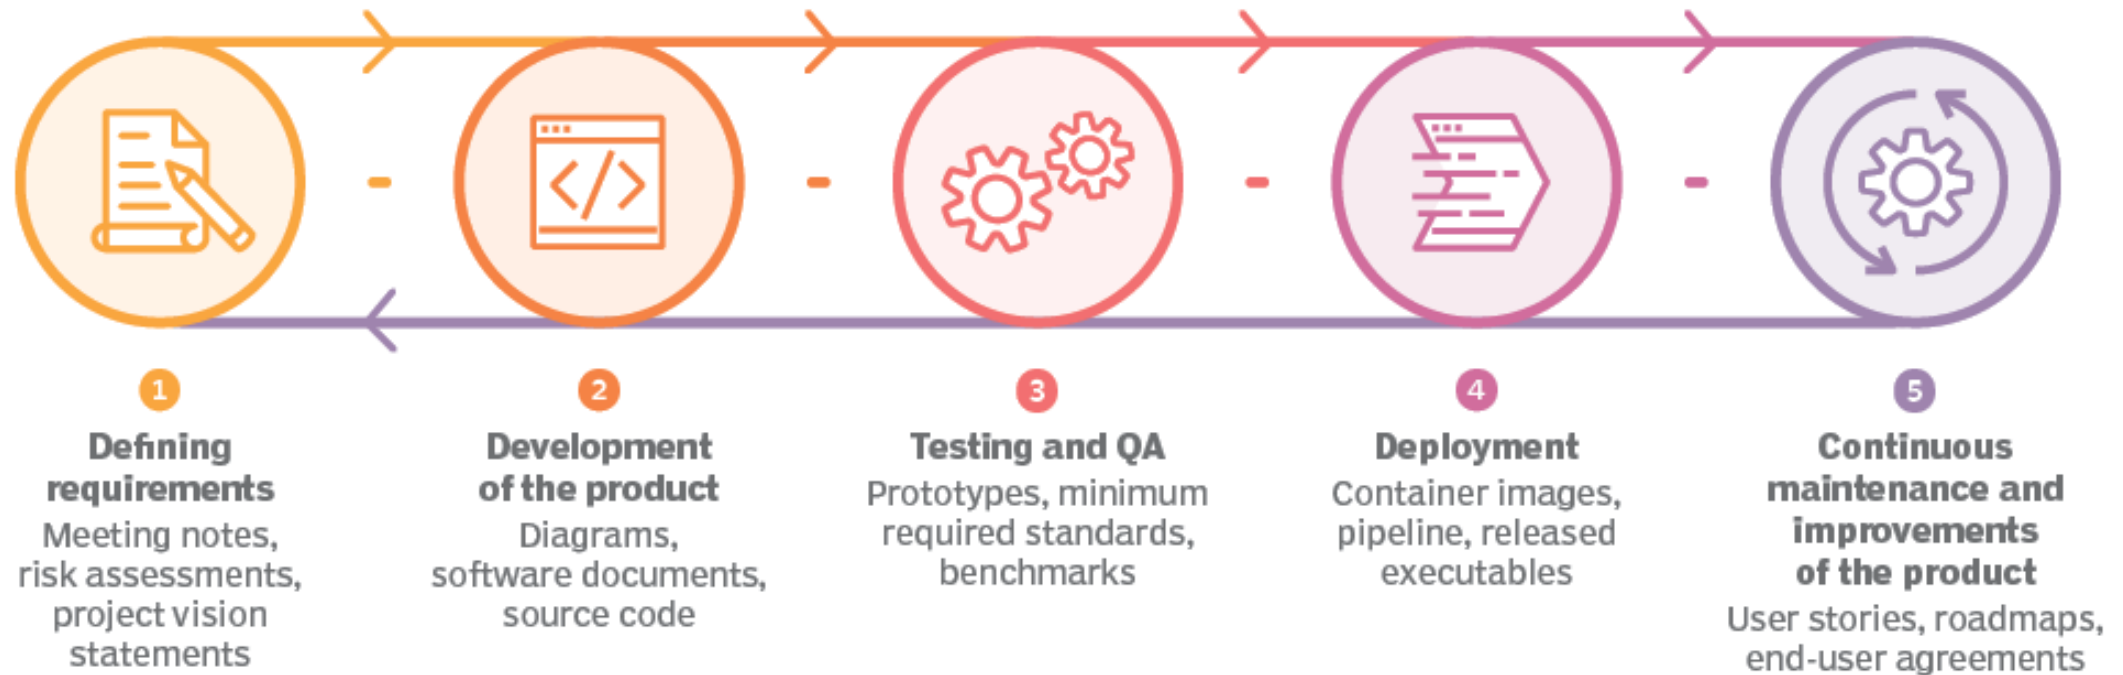 1
Defining
requirements
Meeting notes,
risk assessments,
project vision
statements
2
Development
of the product
Diagrams,
software documents,
source code
3
Testing and QA
Prototypes, minimum
required standards,
benchmarks
4
Deployment
Container images,
pipeline, released
executables
5
Continuous
maintenance and
improvements
of the product
User stories, roadmaps,
end-user agreements